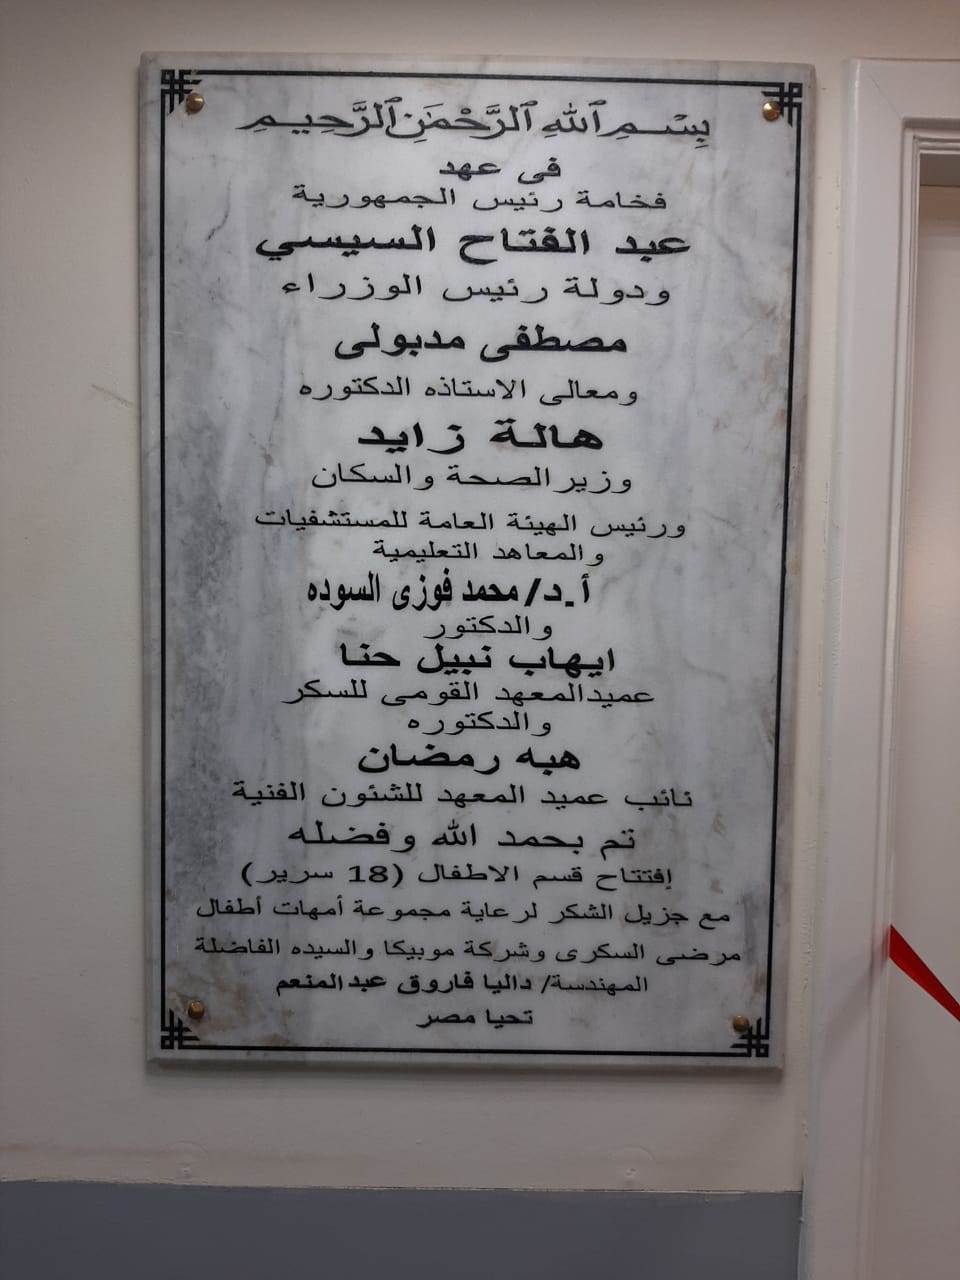 بِسْمِ ٱللَّهِ ٱلرَّحْمَٰنِ ٱلرَّحِيمِ
فى عهد
فخامة رئيس الجمهورية
عبد الفتاح السيسي
ودولة رئيس الوزراء
مصطفى مدبولى
ومعالى الاستاذه الدكتوره
هالة زايد
وزير الصحة والسكان
ورئيس الهيئة العامة للمستشفيات
والمعاهد التعليمية
أ.د/ محمد فوزى السوده
والدكتور
ايهاب نبيل حنا
عميد المعهد القومى للسكر
والدكتوره
هبه رمضان
نائب عميد المعهد للشئون الفنية
تم بحمد الله وفضله
إفتتاح قسم الاطفال (18 سرير)
مع جزيل الشكر لرعاية مجموعة أمهات أطفال
مرضى السكرى وشركة موبيكا والسيده الفاضلة
المهندسة/ داليا فاروق عبدالمنعم
تحيا مصر